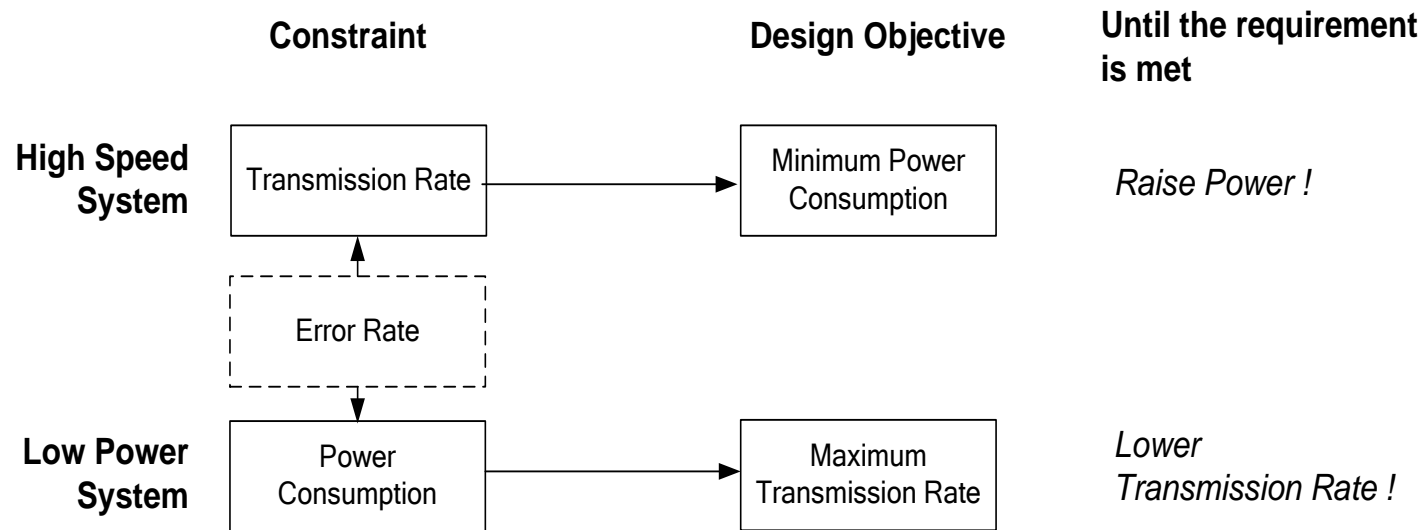 Constraint
Design Objective
Until the requirement
is met
High Speed
System
Transmission Rate
Minimum Power
Consumption
Raise Power !
Error Rate
Low Power
System
Power
Consumption
Maximum
Transmission Rate
Lower
Transmission Rate !